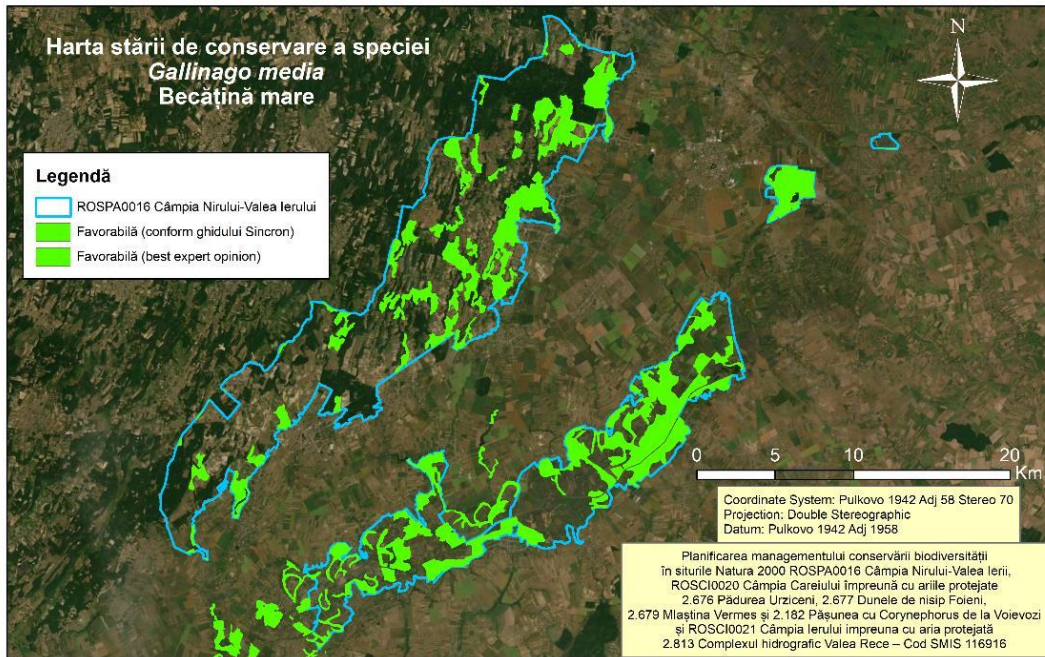 Harta stării de conservare a speciei
Gallinago media
Becățină mare
N
Legendă
ROSPA0016 Câmpia Nirului-Valea Ierului
Favorabilă (conform ghidului Sincron)
Favorabilă (best expert opinion)
0 5 10 20
Km
Coordinate System: Pulkovo 1942 Adj 58 Stereo 70
Projection: Double Stereographic
Datum: Pulkovo 1942 Adj 1958
Planificarea managementului conservării biodiversității
în siturile Natura 2000 ROSPA0016 Câmpia Nirului-Valea Ierii,
ROSCI0020 Câmpia Careiului împreună cu ariile protejate
2.676 Pădurea Urziceni, 2.677 Dunele de nisip Foieni,
2.679 Mlaștina Vermes și 2.182 Pășunea cu Corynephorus de la Voievozi
și ROSCI0021 Câmpia Ierului impreuna cu aria protejată
2.813 Complexul hidrografic Valea Rece – Cod SMIS 116916